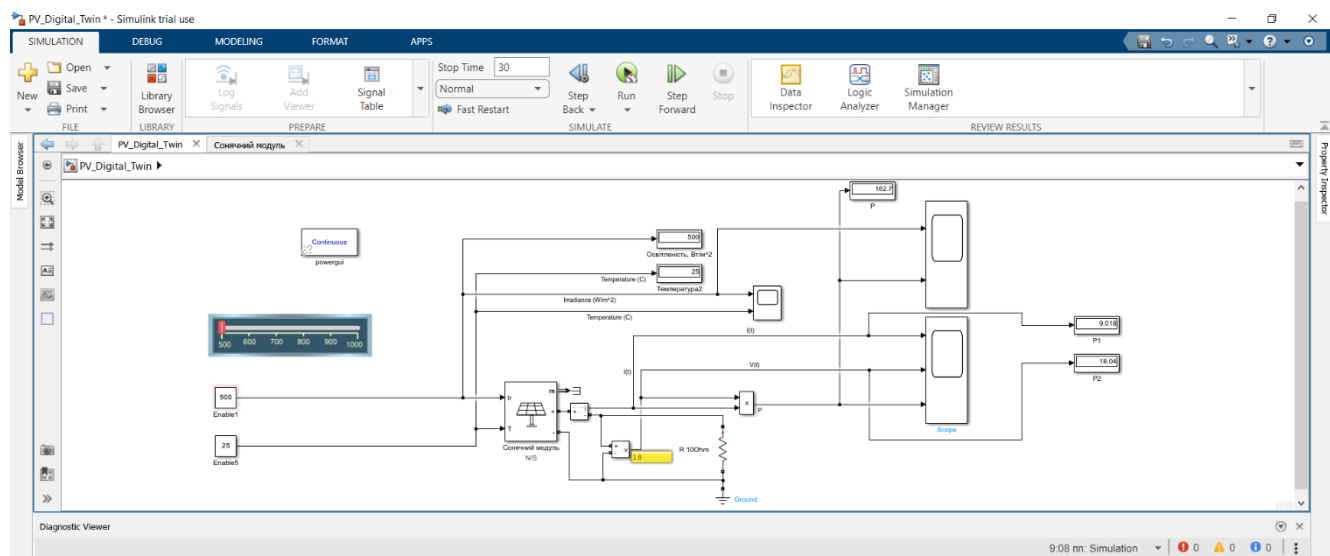 PV_Digital_Twin * - Simulink trial use
SIMULATION DEBUG MODELING FORMAT APPS
New
Open
Save
Print
FILE
Library Browser
LIBRARY
Log Signals
Add Viewer
Signal Table
PREPARE
Stop Time 30
Normal
Fast Restart
Step Back
Run
Step Forward
Stop
SIMULATE
Data Inspector
Logic Analyzer
Simulation Manager
REVIEW RESULTS
Model Browser
Property Inspector
PV_Digital_Twin Сонячний модуль
PV_Digital_Twin
162.7
P
Continuous
powergui
500
Освітленість, Вт/м^2
25
Температура2
Temperature (C)
Irradiance (W/m^2)
Temperature (C)
500 600 700 800 900 1000
I(t)
9.018
P1
V(t)
18.04
P2
I(t)
500
Enable1
25
Enable5
Ir
T
m
+
-
Сонячний модуль
N/S
+
i
-
+
-
v
18
R 10Ohm
x
P
Scope
Ground
Diagnostic Viewer
9:08 пп: Simulation 0 0 0